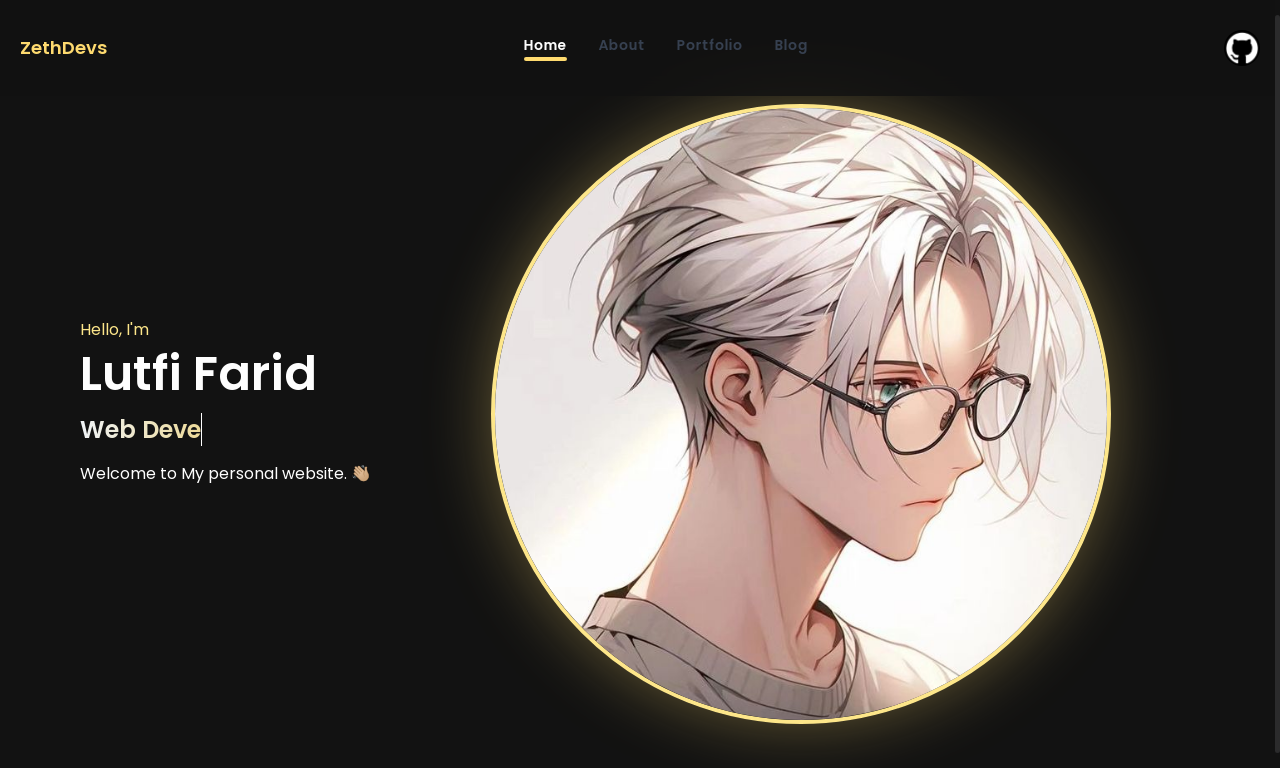 ZethDevs
Home About Portfolio Blog
Hello, I'm
Lutfi Farid
Web Deve
Welcome to My personal website. 👋🏽